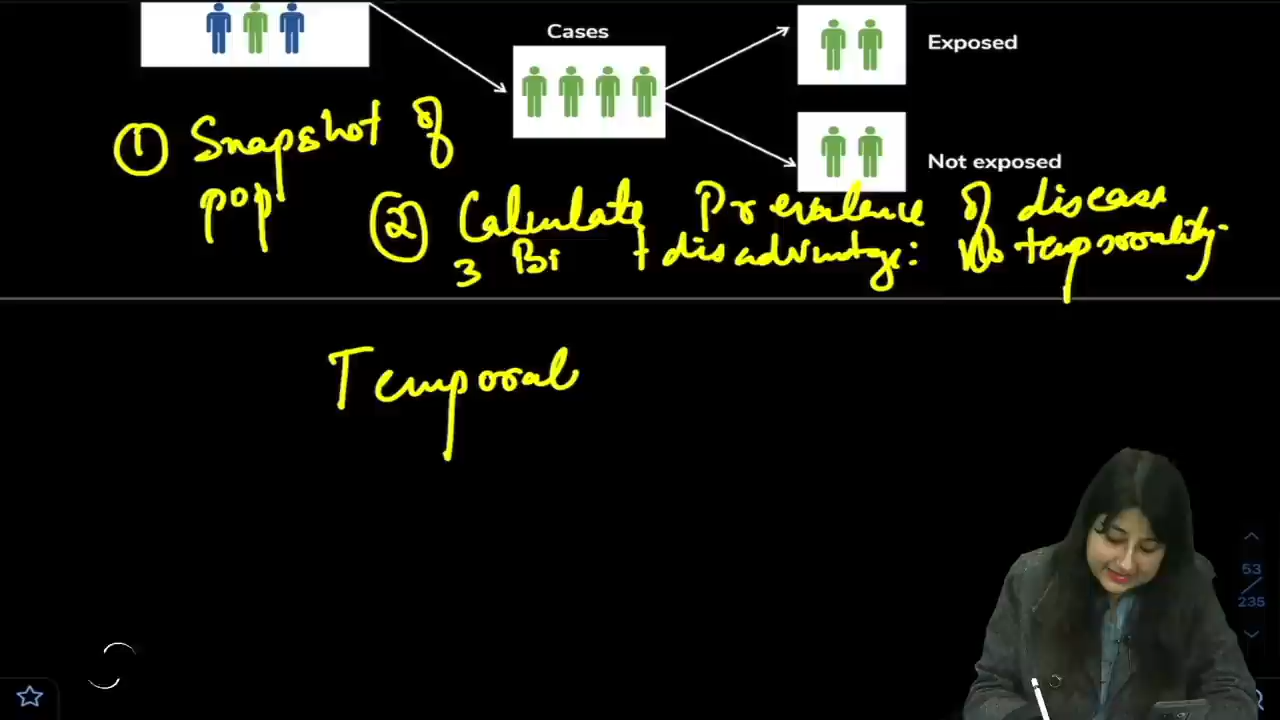 Cases
Exposed
Not exposed
① Snapshot of
pop
② Calculate Prevalence of disease
3 Bi + disadvantage: No temporality.
Temporal
53
235